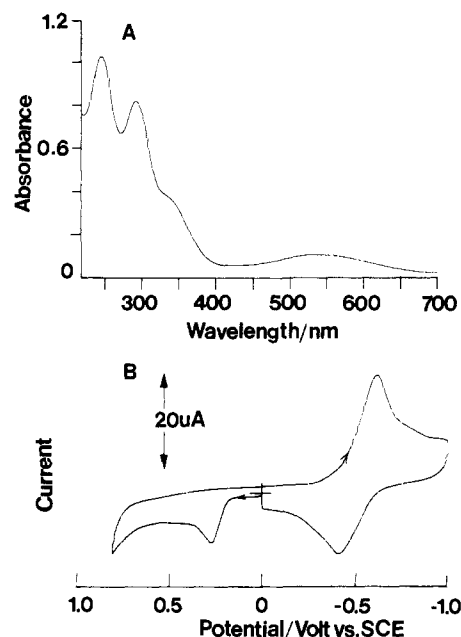 A
1.2
0.6
0
Absorbance
300 400 500 600 700
Wavelength/nm
B
20uA
Current
1.0 0.5 0 -0.5 -1.0
Potential/Volt vs.SCE